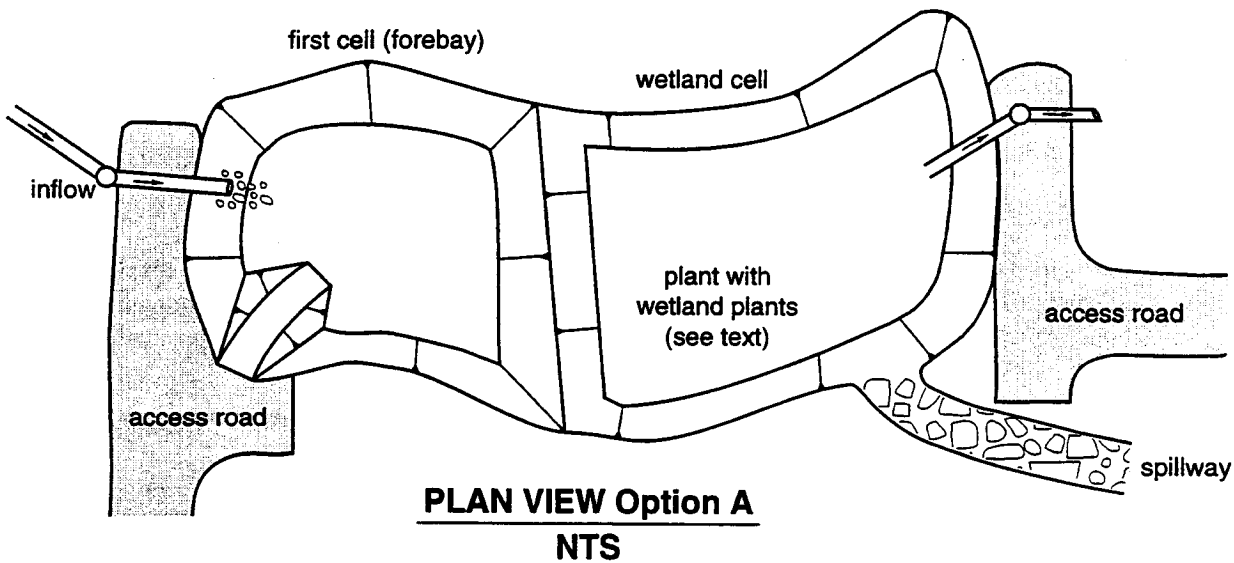 first cell (forebay)
wetland cell
inflow
plant with
wetland plants
(see text)
access road
access road
spillway
PLAN VIEW Option A
NTS